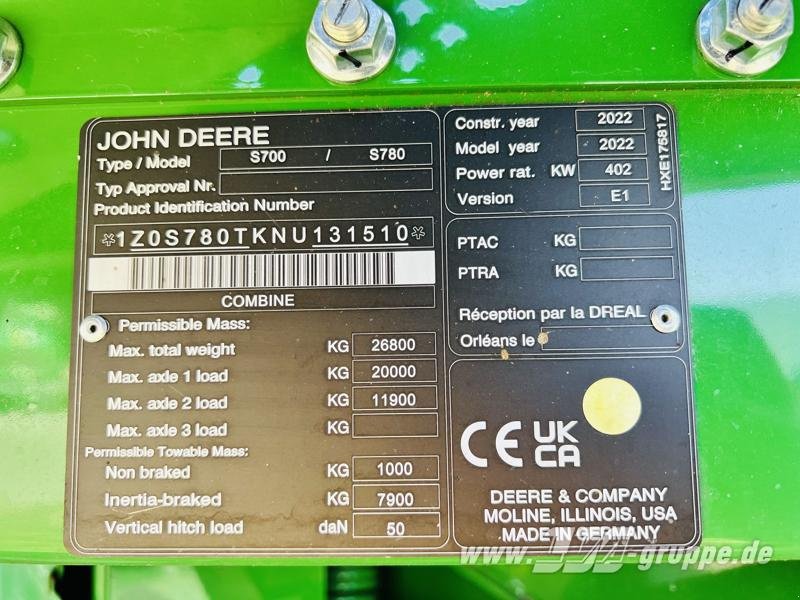 JOHN DEERE
Type / Model S700 / S780
Typ Approval Nr.
Product Identification Number
*1Z0S780TKNU131510*
COMBINE
Permissible Mass:
Max. total weight KG 26800
Max. axle 1 load KG 20000
Max. axle 2 load KG 11900
Max. axle 3 load KG
Permissible Towable Mass:
Non braked KG 1000
Inertia-braked KG 7900
Vertical hitch load daN 50
Constr. year 2022
Model year 2022
Power rat. KW 402
Version E1
HXE175817
PTAC KG
PTRA KG
Réception par la DREAL
Orléans le
CE UK
CA
DEERE & COMPANY
MOLINE, ILLINOIS, USA
MADE IN GERMANY